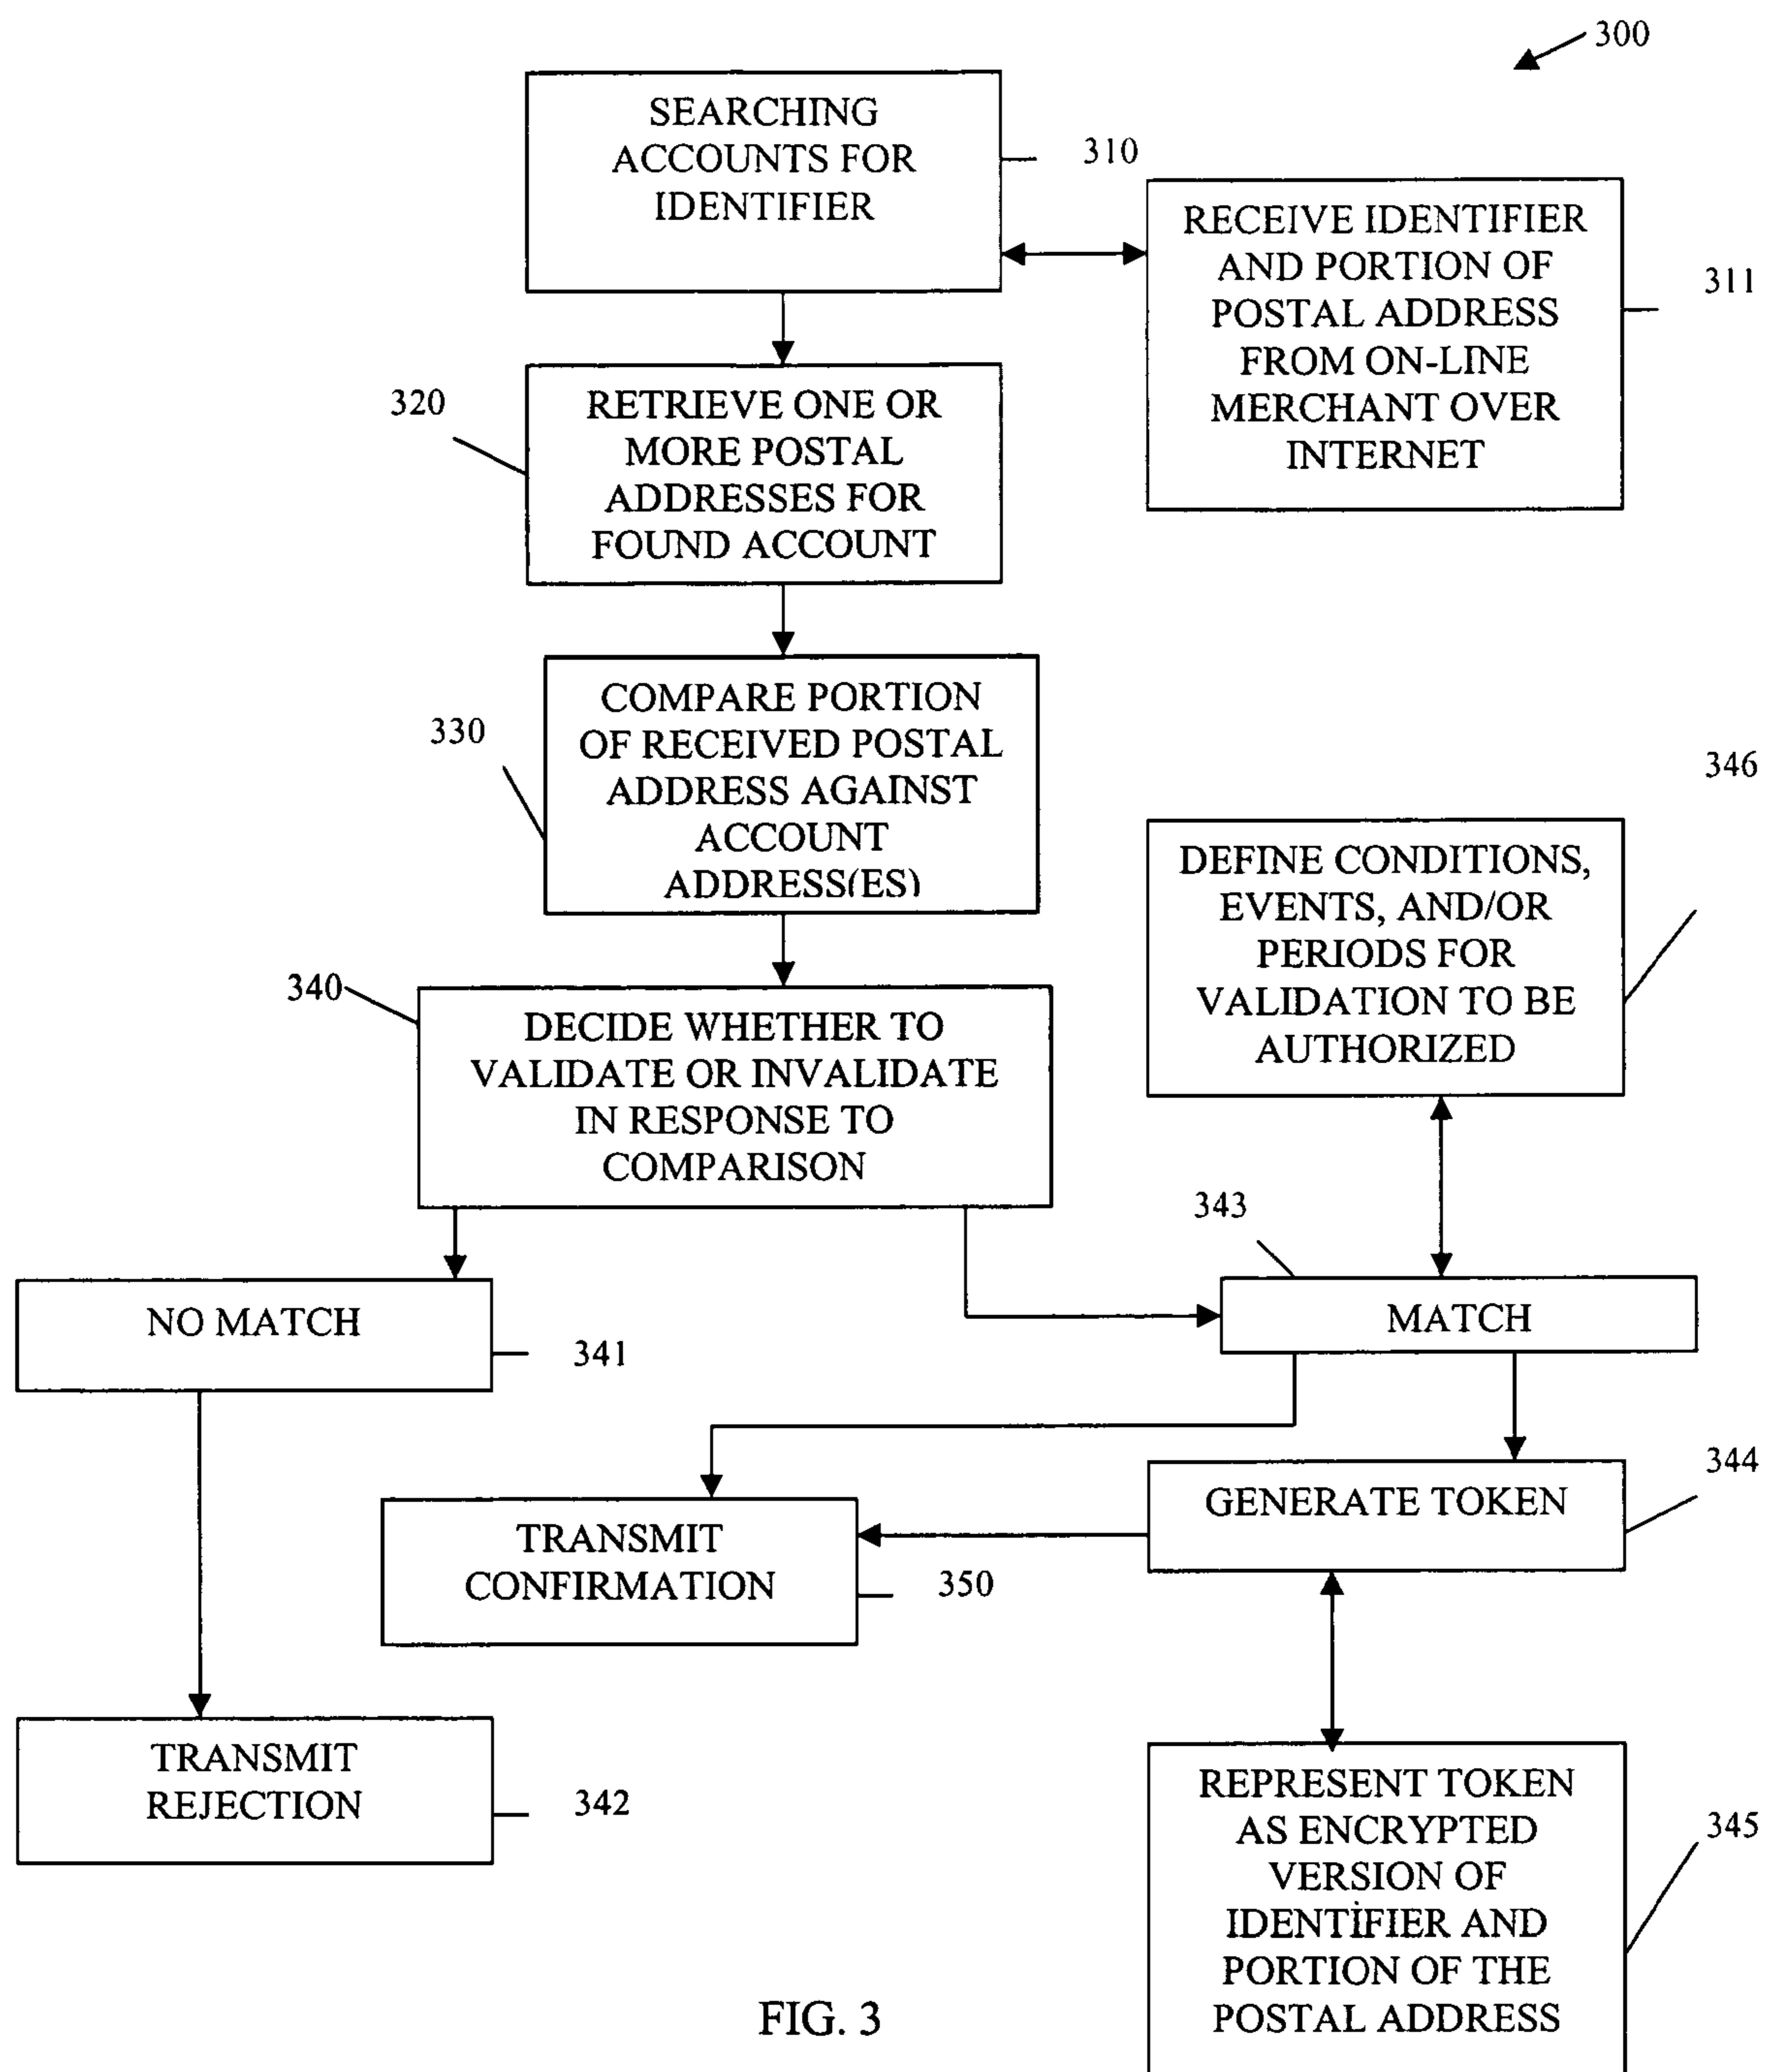 300
SEARCHING
ACCOUNTS FOR
IDENTIFIER
310
RECEIVE IDENTIFIER
AND PORTION OF
POSTAL ADDRESS
FROM ON-LINE
MERCHANT OVER
INTERNET
311
320
RETRIEVE ONE OR
MORE POSTAL
ADDRESSES FOR
FOUND ACCOUNT
330
COMPARE PORTION
OF RECEIVED POSTAL
ADDRESS AGAINST
ACCOUNT
ADDRESS(ES)
346
DEFINE CONDITIONS,
EVENTS, AND/OR
PERIODS FOR
VALIDATION TO BE
AUTHORIZED
340
DECIDE WHETHER TO
VALIDATE OR INVALIDATE
IN RESPONSE TO
COMPARISON
343
NO MATCH
341
MATCH
344
GENERATE TOKEN
TRANSMIT
CONFIRMATION
350
TRANSMIT
REJECTION
342
REPRESENT TOKEN
AS ENCRYPTED
VERSION OF
IDENTIFIER AND
PORTION OF THE
POSTAL ADDRESS
345
FIG. 3